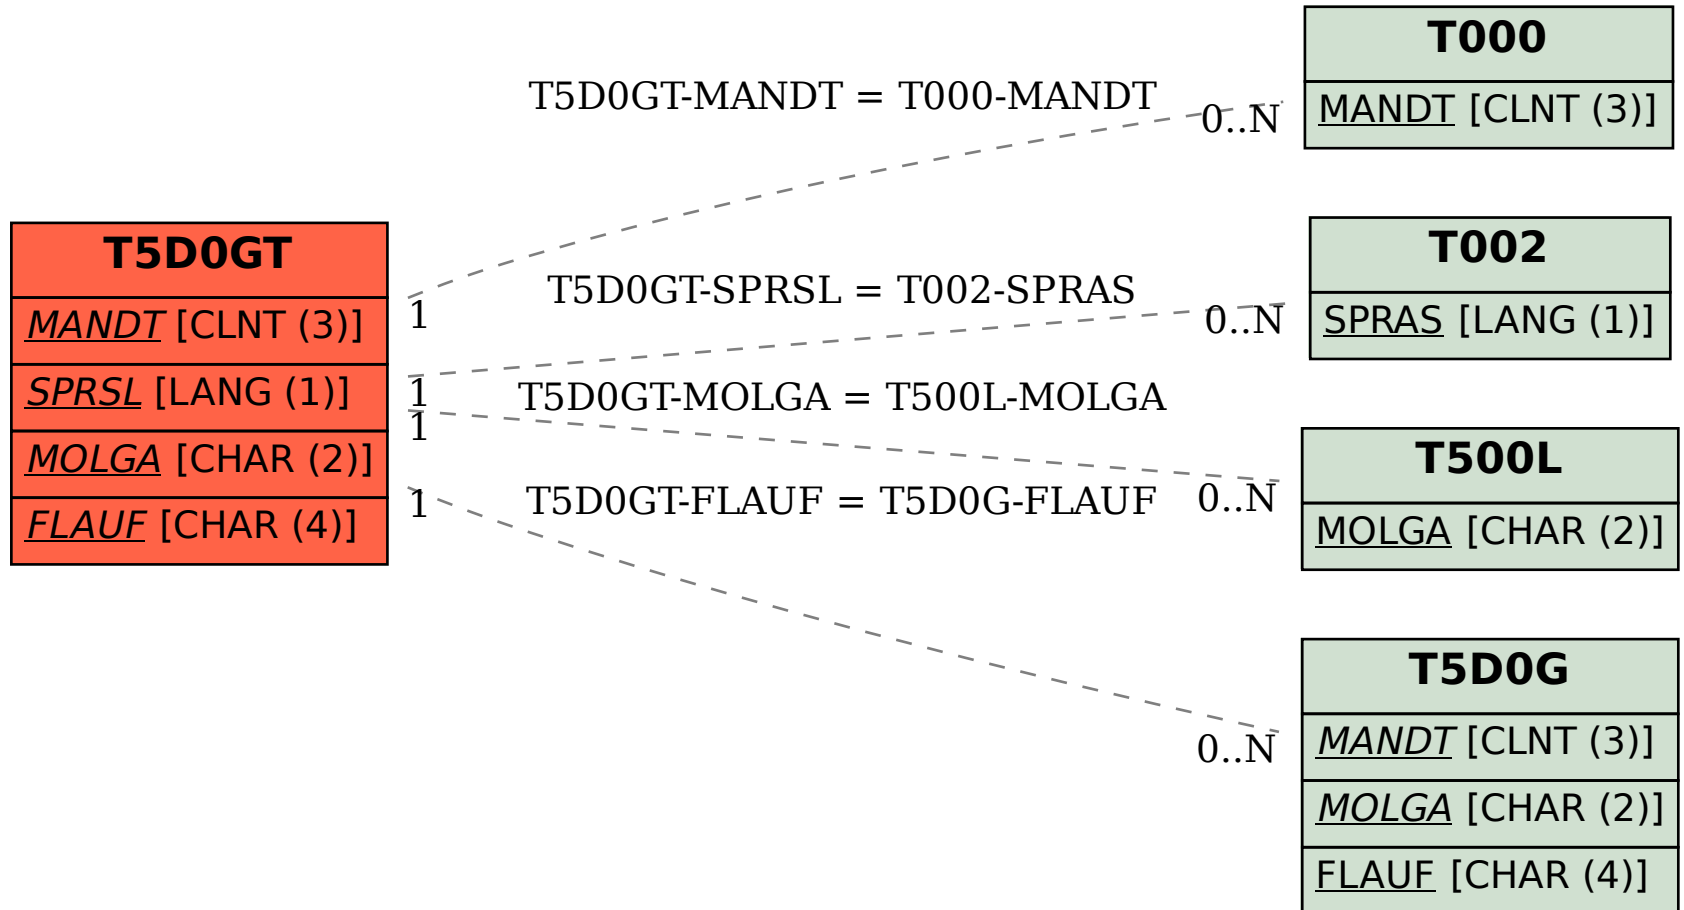 T5D0GT
MANDT [CLNT (3)]
SPRSL [LANG (1)]
MOLGA [CHAR (2)]
FLAUF [CHAR (4)]
T5D0GT-MANDT = T000-MANDT
1
0..N
T5D0GT-SPRSL = T002-SPRAS
1
0..N
T5D0GT-MOLGA = T500L-MOLGA
1
0..N
T5D0GT-FLAUF = T5D0G-FLAUF
1
0..N
T000
MANDT [CLNT (3)]
T002
SPRAS [LANG (1)]
T500L
MOLGA [CHAR (2)]
T5D0G
MANDT [CLNT (3)]
MOLGA [CHAR (2)]
FLAUF [CHAR (4)]